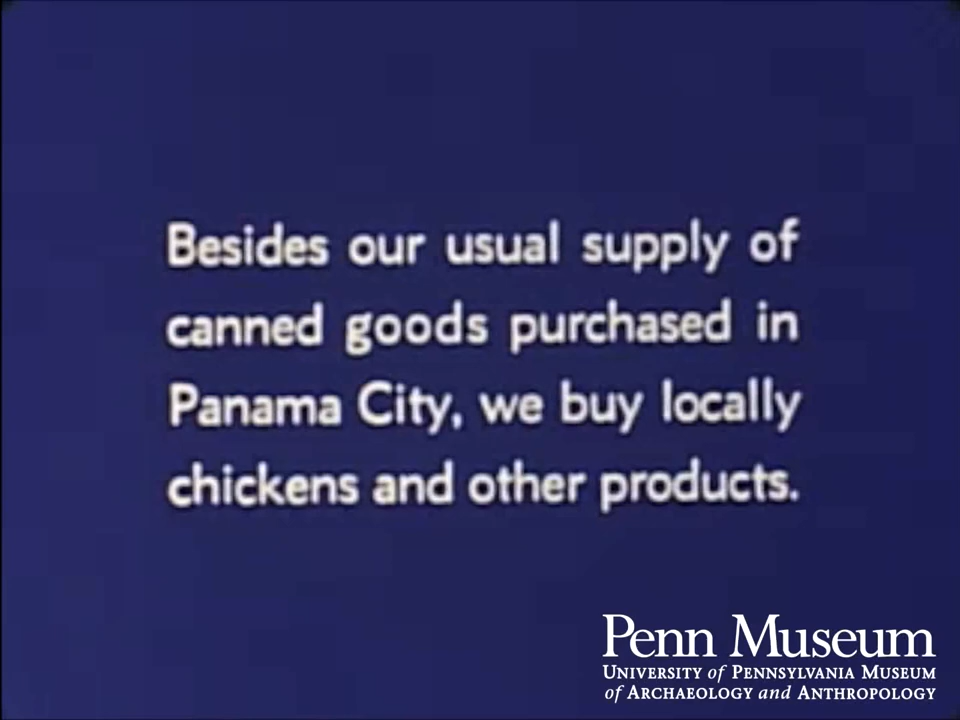 Besides our usual supply of
canned goods purchased in
Panama City, we buy locally
chickens and other products.
Penn Museum
University of Pennsylvania Museum
of Archaeology and Anthropology